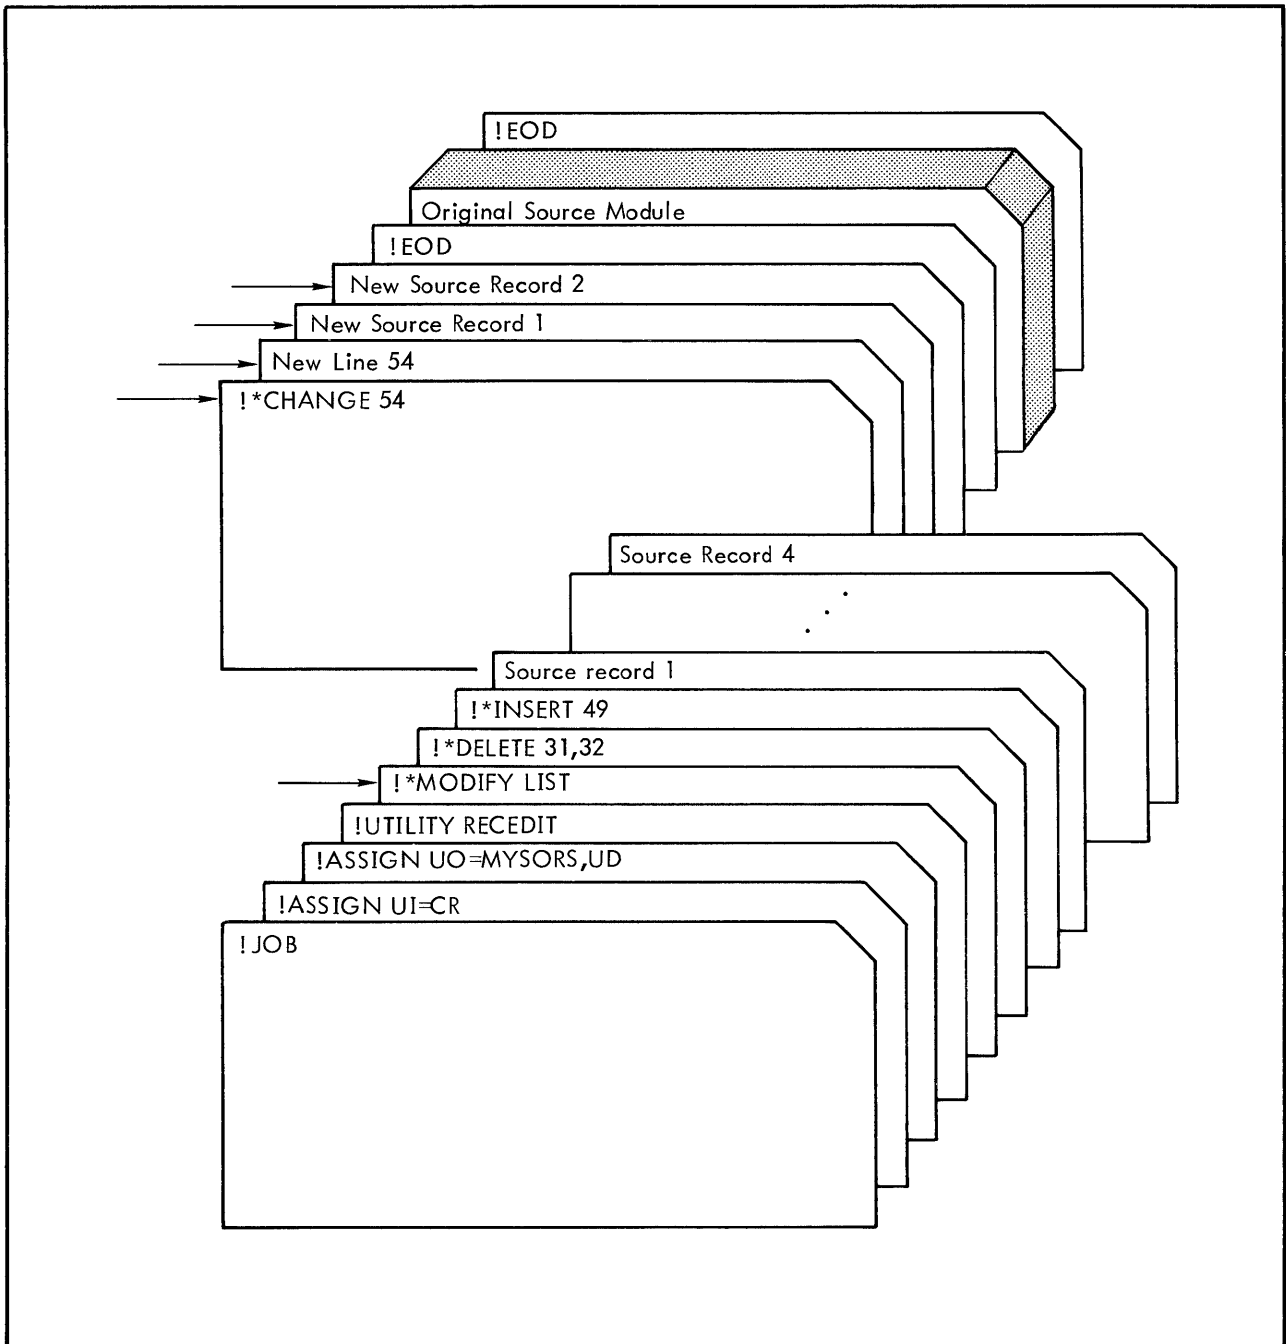 !EOD
Original Source Module
!EOD
New Source Record 2
New Source Record 1
New Line 54
!*CHANGE 54
Source Record 4
. . .
Source record 1
!*INSERT 49
!*DELETE 31,32
!*MODIFY LIST
!UTILITY RECEDIT
!ASSIGN UO=MYSORS,UD
!ASSIGN UI=CR
!JOB